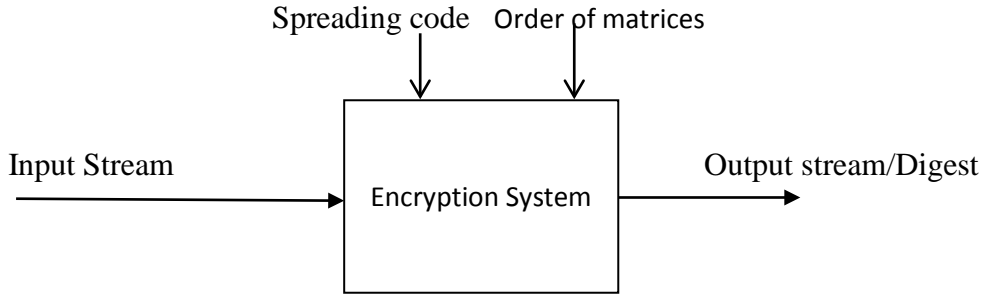 Spreading code Order of matrices
Input Stream
Output stream/Digest
Encryption System